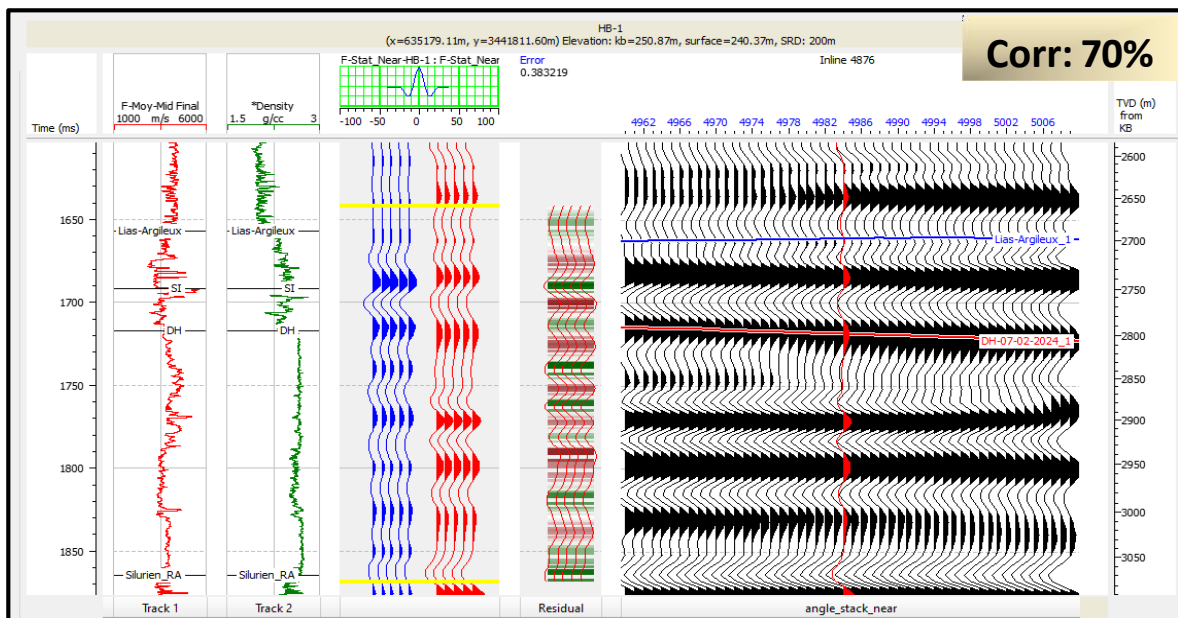 HB-1
(x=635179.11m, y=3441811.60m) Elevation: kb=250.87m, surface=240.37m, SRD: 200m
Corr: 70%
F-Stat_Near-HB-1 : F-Stat_Near
Error
0.383219
Inline 4876
F-Moy-Mid Final
1000 m/s 6000
*Density
1.5 g/cc 3
-100 -50 0 50 100
4962 4966 4970 4974 4978 4982 4984 4990 4994 4998 5002 5006
TVD (m)
from
KB
Time (ms)
2600
1650
2650
Lias-Argileux
Lias-Argileux
Lias-Argileux_1
2700
SI
SI
1700
2750
DH
DH
2800
DH-07-02-2024_1
1750
2850
2900
1800
2950
3000
1850
3050
Silurien_RA
Silurien_RA
Track 1
Track 2
Residual
angle_stack_near